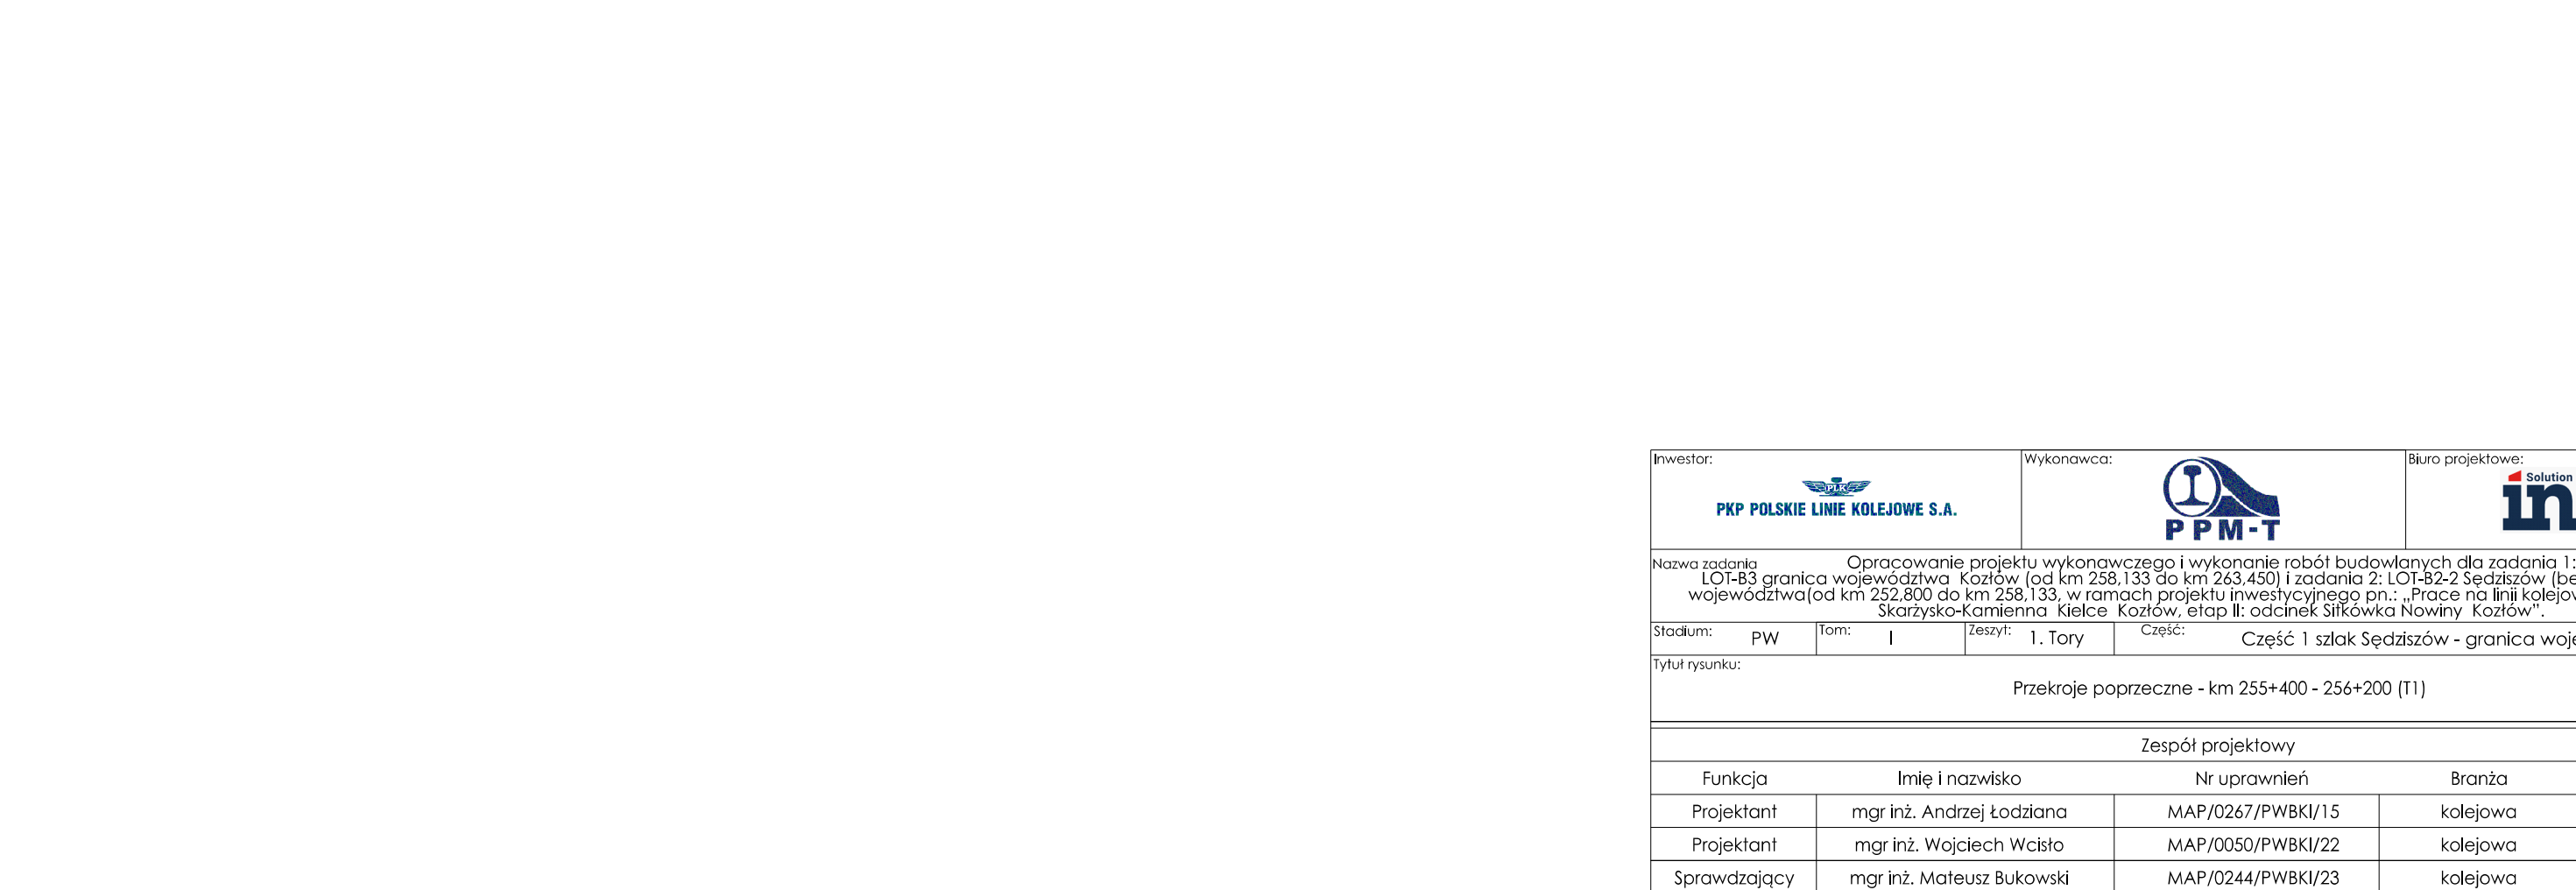 Inwestor: Wykonawca: Biuro projektowe:
PLK
PKP POLSKIE LINIE KOLEJOWE S.A.
PPM-T
Solution
in
Nazwa zadania Opracowanie projektu wykonawczego i wykonanie robót budowlanych dla zadania 1:
LOT-B3 granica województwa Kozłów (od km 258,133 do km 263,450) i zadania 2: LOT-B2-2 Sędziszów (be
województwa(od km 252,800 do km 258,133, w ramach projektu inwestycyjnego pn.: „Prace na linii kolejow
Skarżysko-Kamienna Kielce Kozłów, etap II: odcinek Sitkówka Nowiny Kozłów”.
Stadium: PW Tom: I Zeszyt: 1. Tory Część: Część 1 szlak Sędziszów - granica woje
Tytuł rysunku:
Przekroje poprzeczne - km 255+400 - 256+200 (T1)
Zespół projektowy
Funkcja Imię i nazwisko Nr uprawnień Branża
Projektant mgr inż. Andrzej Łodziana MAP/0267/PWBKl/15 kolejowa
Projektant mgr inż. Wojciech Wcisło MAP/0050/PWBKl/22 kolejowa
Sprawdzający mgr inż. Mateusz Bukowski MAP/0244/PWBKl/23 kolejowa